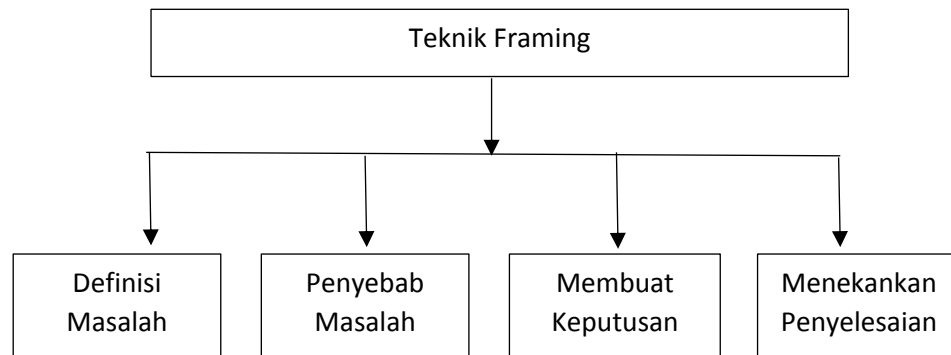 Teknik Framing
Definisi
Masalah
Penyebab
Masalah
Membuat
Keputusan
Menekankan
Penyelesaian